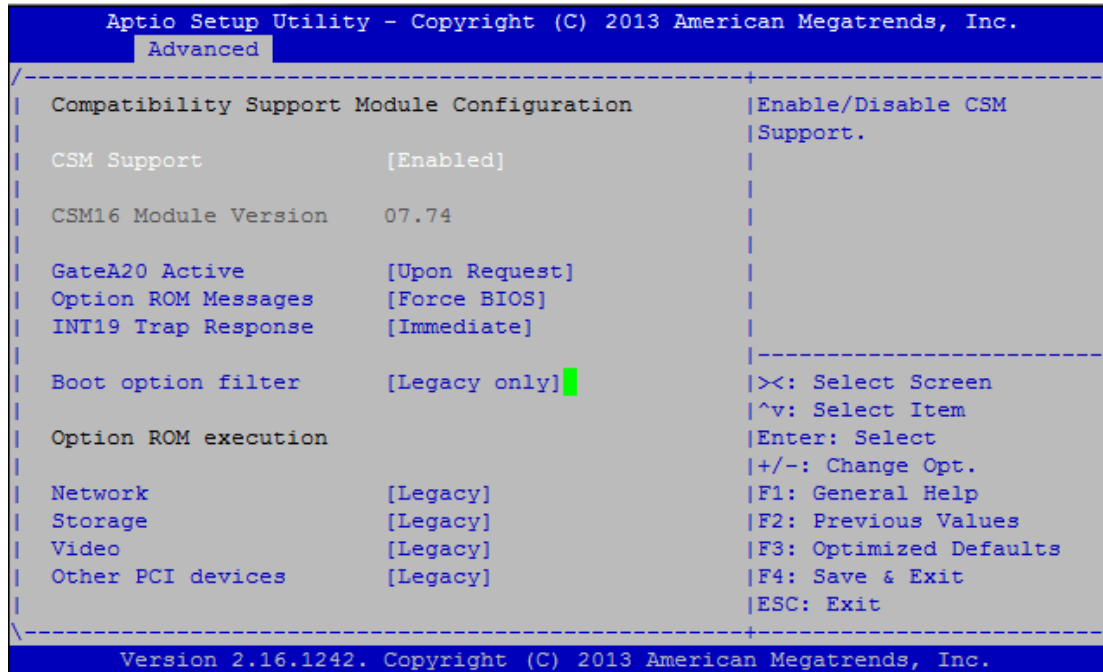 Aptio Setup Utility - Copyright (C) 2013 American Megatrends, Inc.
Advanced
/----------------------------------------------------+-------------------------
| Compatibility Support Module Configuration |Enable/Disable CSM
| |Support.
| CSM Support [Enabled] |
| |
| CSM16 Module Version 07.74 |
| |
| GateA20 Active [Upon Request] |
| Option ROM Messages [Force BIOS] |
| INT19 Trap Response [Immediate] |
| |-------------------------
| Boot option filter [Legacy only] |><: Select Screen
| |^v: Select Item
| Option ROM execution |Enter: Select
| |+/-: Change Opt.
| Network [Legacy] |F1: General Help
| Storage [Legacy] |F2: Previous Values
| Video [Legacy] |F3: Optimized Defaults
| Other PCI devices [Legacy] |F4: Save & Exit
| |ESC: Exit
\----------------------------------------------------+-------------------------
Version 2.16.1242. Copyright (C) 2013 American Megatrends, Inc.